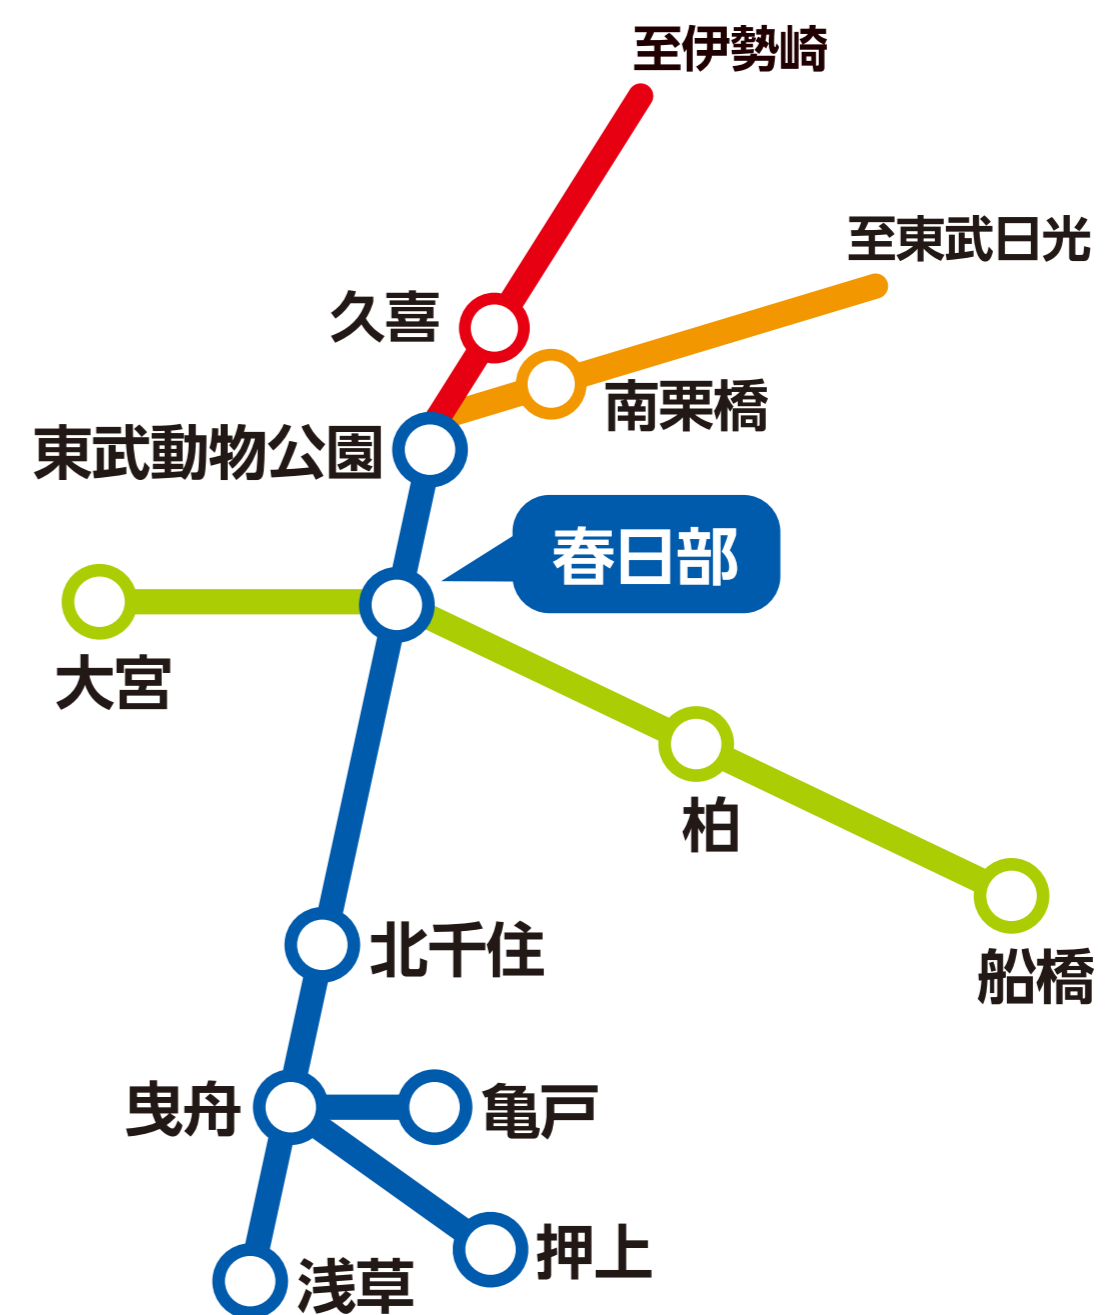 至伊勢崎
至東武日光
久喜
南栗橋
東武動物公園
春日部
大宮
柏
北千住
船橋
曳舟
亀戸
押上
浅草